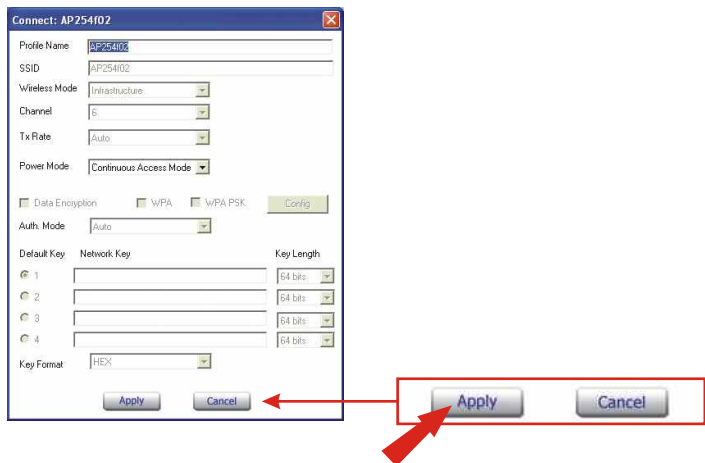 Connect: AP254f02
Profile Name AP254f02
SSID AP254f02
Wireless Mode Infrastructure
Channel 6
Tx Rate Auto
Power Mode Continuous Access Mode
Data Encyption WPA WPA PSK Config
Auth. Mode Auto
Default Key Network Key Key Length
1 64 bits
2 64 bits
3 64 bits
4 64 bits
Key Format HEX
Apply Cancel
Apply Cancel